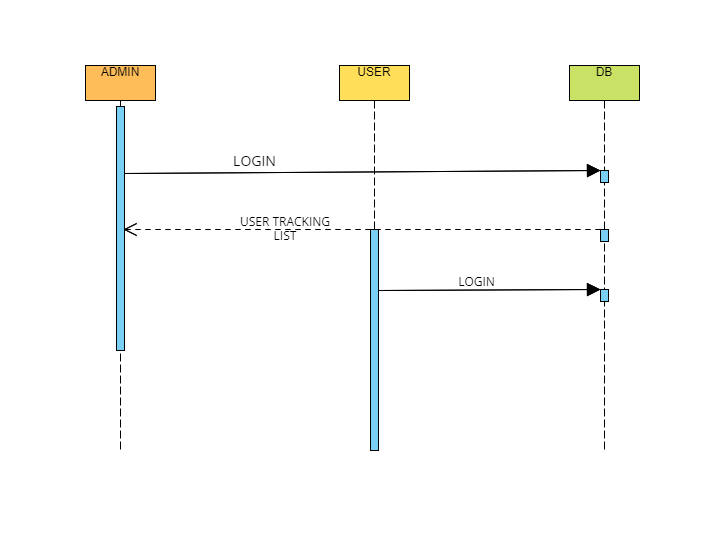 ADMIN
USER
DB
LOGIN
USER TRACKING
LIST
LOGIN